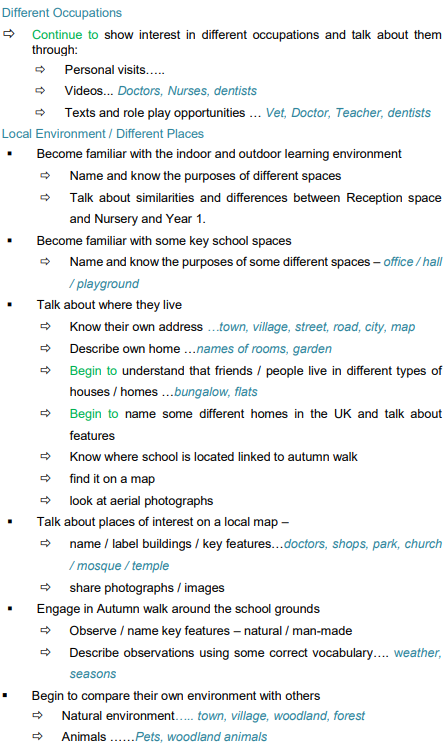 Different Occupations
⇨ Continue to show interest in different occupations and talk about them
through:
⇨ Personal visits…..
⇨ Videos... Doctors, Nurses, dentists
⇨ Texts and role play opportunities … Vet, Doctor, Teacher, dentists
Local Environment / Different Places
▪ Become familiar with the indoor and outdoor learning environment
⇨ Name and know the purposes of different spaces
⇨ Talk about similarities and differences between Reception space
and Nursery and Year 1.
▪ Become familiar with some key school spaces
⇨ Name and know the purposes of some different spaces – office / hall
/ playground
▪ Talk about where they live
⇨ Know their own address …town, village, street, road, city, map
⇨ Describe own home …names of rooms, garden
⇨ Begin to understand that friends / people live in different types of
houses / homes …bungalow, flats
⇨ Begin to name some different homes in the UK and talk about
features
⇨ Know where school is located linked to autumn walk
⇨ find it on a map
⇨ look at aerial photographs
▪ Talk about places of interest on a local map –
⇨ name / label buildings / key features…doctors, shops, park, church
/ mosque / temple
⇨ share photographs / images
▪ Engage in Autumn walk around the school grounds
⇨ Observe / name key features – natural / man-made
⇨ Describe observations using some correct vocabulary…. weather,
seasons
▪ Begin to compare their own environment with others
⇨ Natural environment….. town, village, woodland, forest
⇨ Animals ……Pets, woodland animals